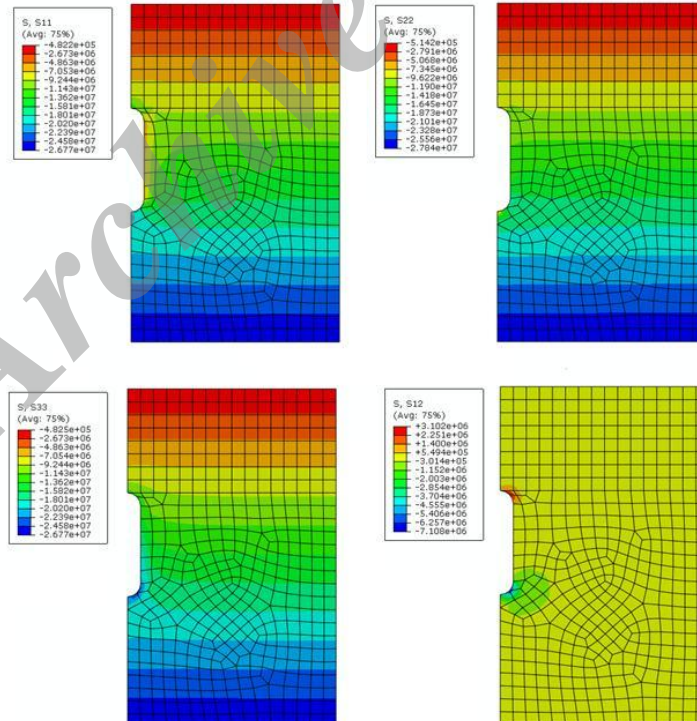 S, S11
(Avg: 75%)
-4.822e+05
-2.673e+06
-4.863e+06
-7.053e+06
-9.244e+06
-1.143e+07
-1.362e+07
-1.581e+07
-1.801e+07
-2.020e+07
-2.239e+07
-2.458e+07
-2.677e+07
S, S22
(Avg: 75%)
-5.142e+05
-2.791e+06
-5.068e+06
-7.345e+06
-9.622e+06
-1.190e+07
-1.418e+07
-1.645e+07
-1.873e+07
-2.101e+07
-2.328e+07
-2.556e+07
-2.784e+07
S, S33
(Avg: 75%)
-4.825e+05
-2.673e+06
-4.863e+06
-7.054e+06
-9.244e+06
-1.143e+07
-1.362e+07
-1.582e+07
-1.801e+07
-2.020e+07
-2.239e+07
-2.458e+07
-2.677e+07
S, S12
(Avg: 75%)
+3.102e+06
+2.251e+06
+1.400e+06
+5.494e+05
-3.014e+05
-1.152e+06
-2.003e+06
-2.854e+06
-3.704e+06
-4.555e+06
-5.406e+06
-6.257e+06
-7.108e+06
Archive